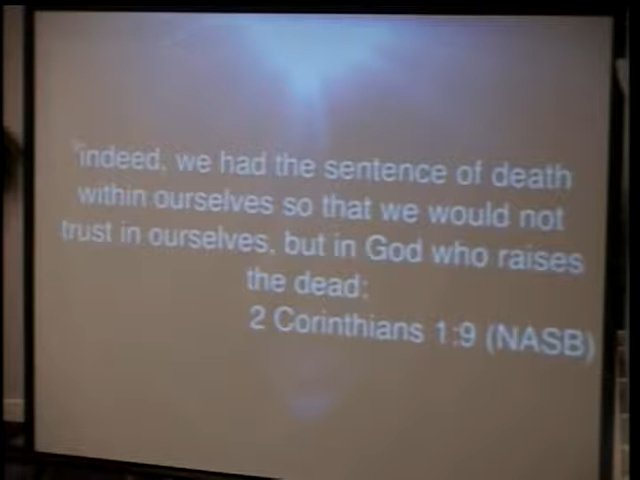 indeed, we had the sentence of death
within ourselves so that we would not
trust in ourselves, but in God who raises
the dead;
2 Corinthians 1:9 (NASB)